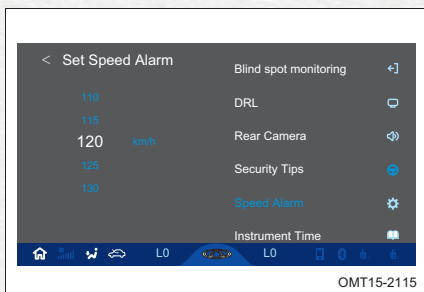 < Set Speed Alarm
110
115
120 km/h
125
130
Blind spot monitoring
DRL
Rear Camera
Security Tips
Speed Alarm
Instrument Time
L0
L0
OMT15-2115